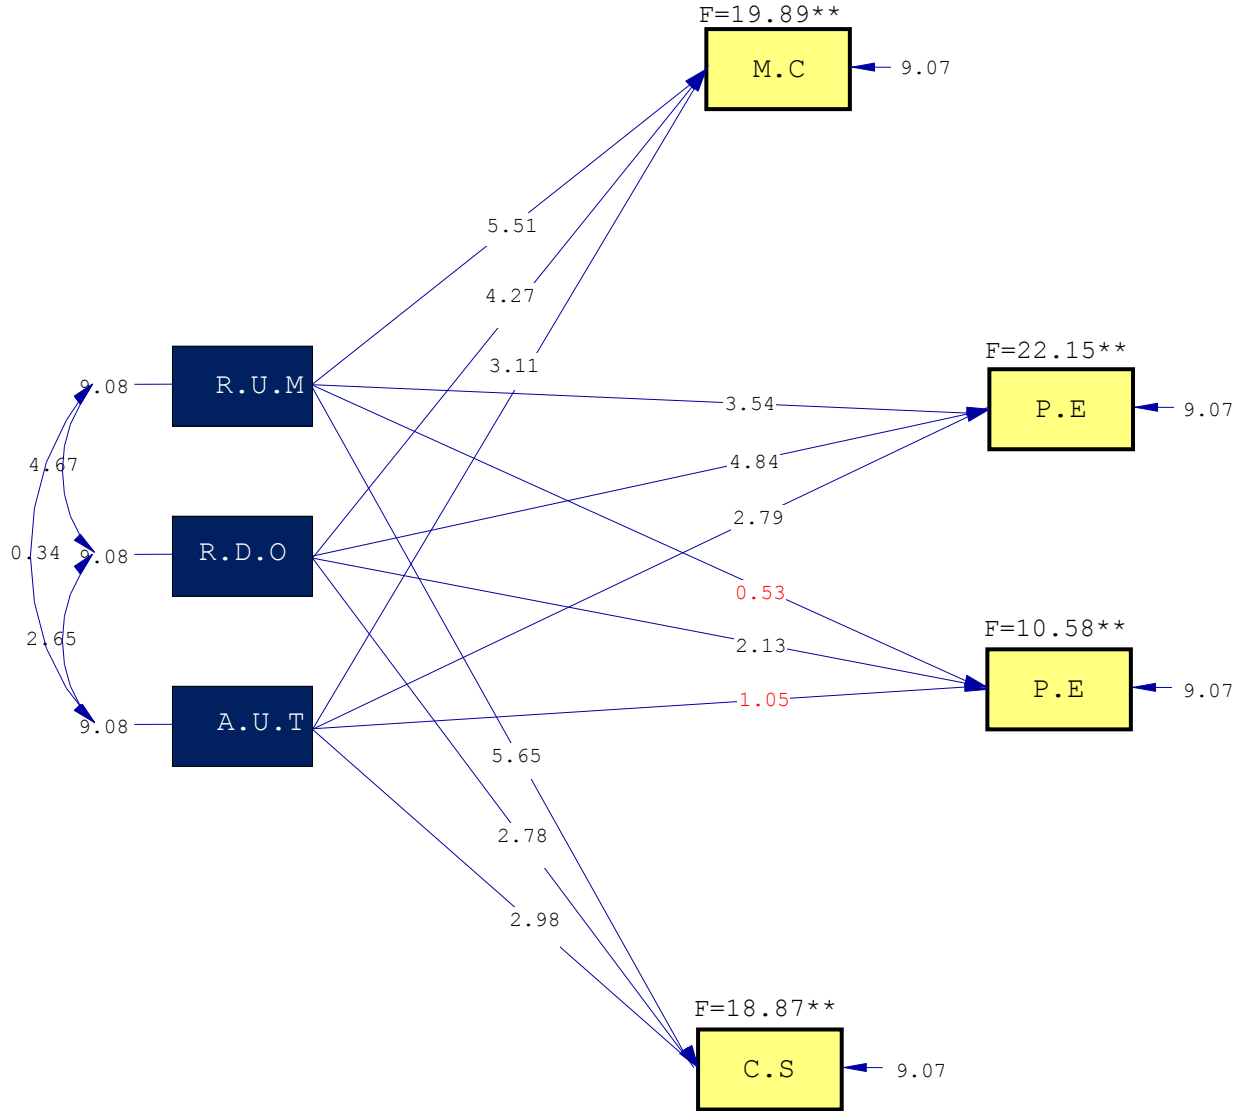 F=19.89**
M.C
9.07
5.51
4.27
F=22.15**
3.11
9.08
R.U.M
3.54
P.E
9.07
4.67
4.84
2.79
0.34
9.08
R.D.O
0.53
F=10.58**
2.65
2.13
P.E
9.07
1.05
9.08
A.U.T
5.65
2.78
2.98
F=18.87**
C.S
9.07